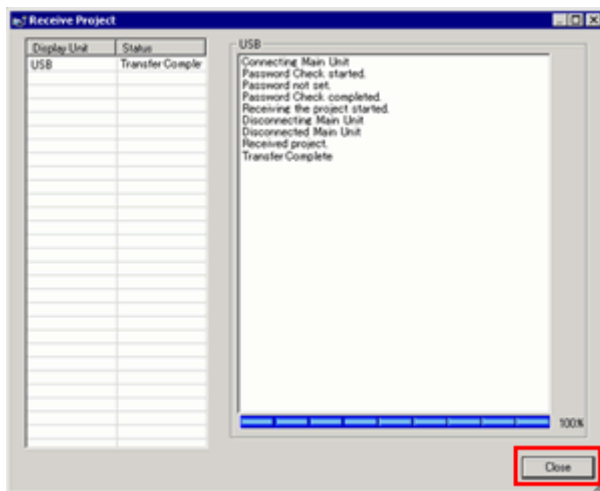 Receive Project
Display Unit Status
USB Transfer Comple
USB
Connecting Main Unit
Password Check started.
Password not set.
Password Check completed.
Receiving the project started.
Disconnecting Main Unit
Disconnected Main Unit
Received project.
Transfer Complete
100%
Close